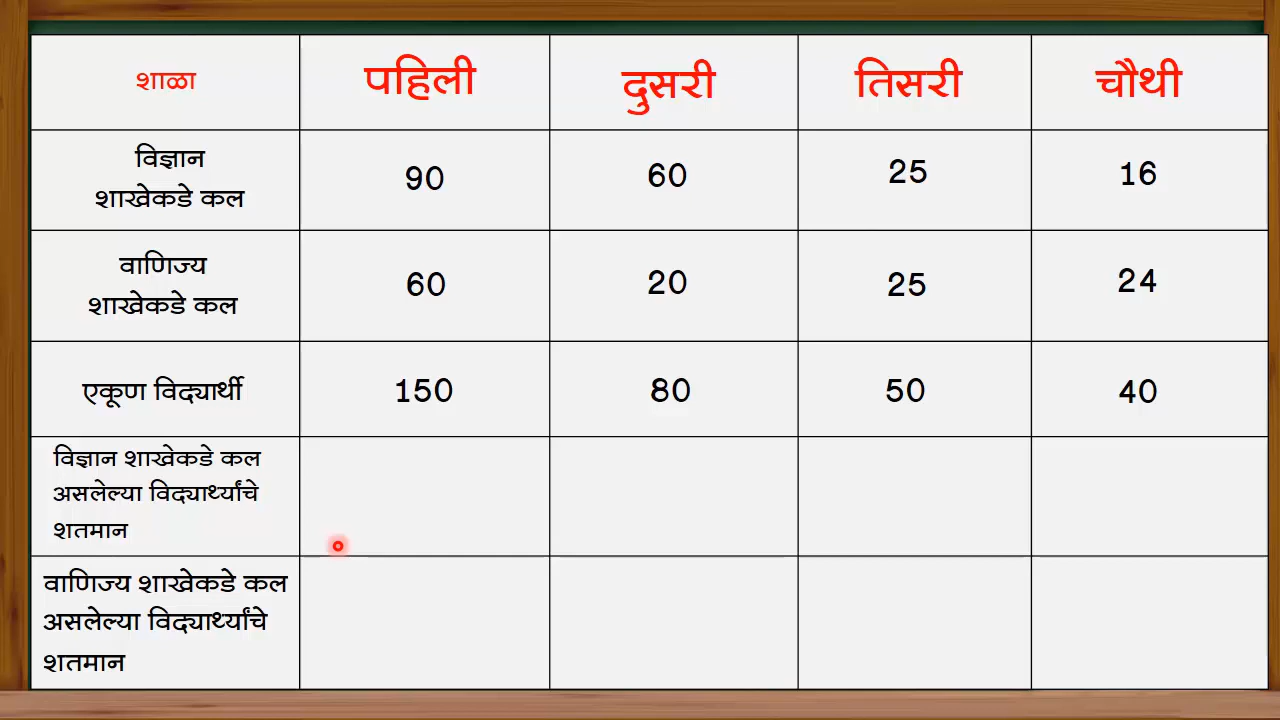 शाळा पहिली दुसरी तिसरी चौथी
विज्ञान
शाखेकडे कल 90 60 25 16
वाणिज्य
शाखेकडे कल 60 20 25 24
एकूण विद्यार्थी 150 80 50 40
विज्ञान शाखेकडे कल
असलेल्या विद्यार्थ्यांचे
शतमान
वाणिज्य शाखेकडे कल
असलेल्या विद्यार्थ्यांचे
शतमान